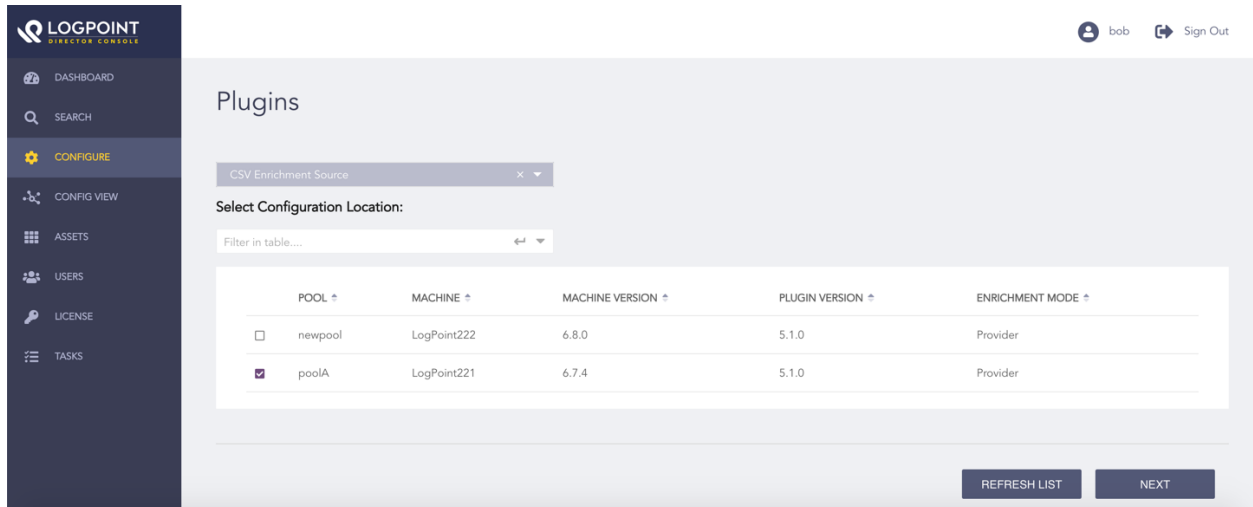 LOGPOINT
DIRECTOR CONSOLE
bob Sign Out
DASHBOARD
SEARCH
CONFIGURE
CONFIG VIEW
ASSETS
USERS
LICENSE
TASKS
Plugins
CSV Enrichment Source
Select Configuration Location:
Filter in table....
POOL MACHINE MACHINE VERSION PLUGIN VERSION ENRICHMENT MODE
newpool LogPoint222 6.8.0 5.1.0 Provider
poolA LogPoint221 6.7.4 5.1.0 Provider
REFRESH LIST NEXT